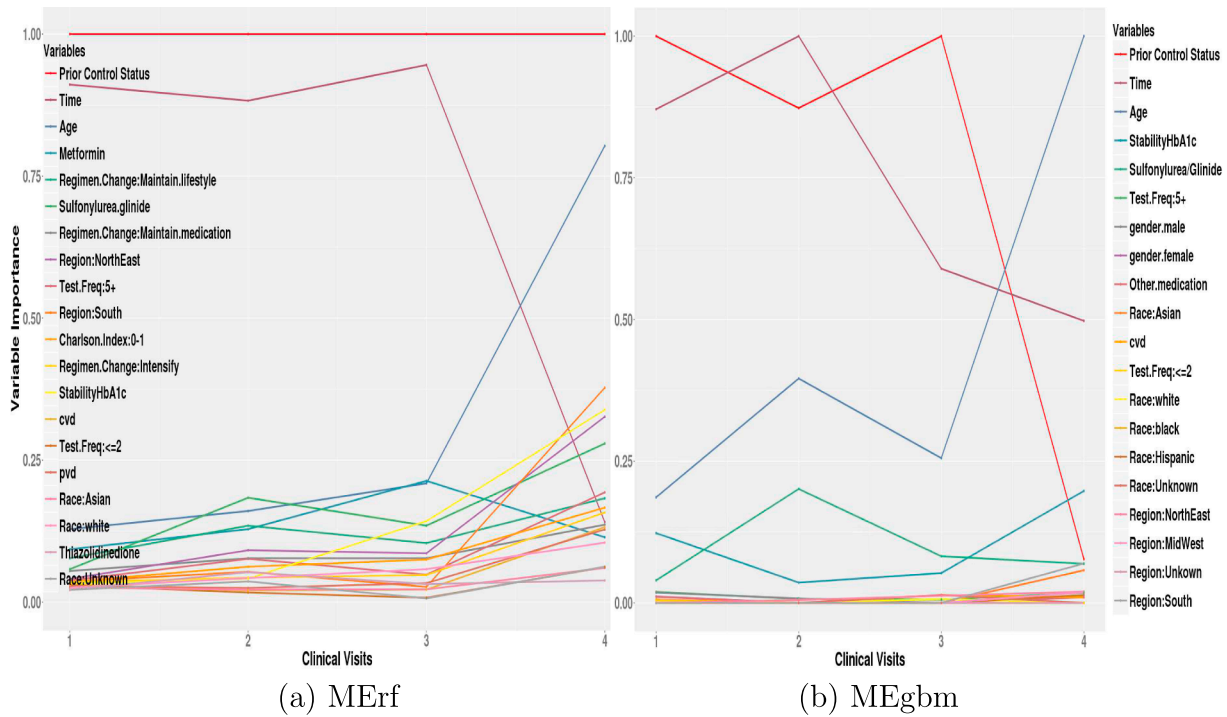 1.00
Variables
Prior Control Status
Time
Age
Metformin
0.75
Regimen.Change:Maintain.lifestyle
Sulfonylurea.glinide
Regimen.Change:Maintain.medication
Region:NorthEast
Test.Freq:5+
0.50
Region:South
Charlson.Index:0-1
Regimen.Change:Intensify
StabilityHbA1c
cvd
Test.Freq:<=2
0.25
pvd
Race:Asian
Race:white
Thiazolidinedione
Race:Unknown
0.00
Variable Importance
1 2 3 4
Clinical Visits
(a) MErf
1.00
0.75
0.50
0.25
0.00
1 2 3 4
Clinical Visits
Variables
Prior Control Status
Time
Age
StabilityHbA1c
Sulfonylurea/Glinide
Test.Freq:5+
gender.male
gender.female
Other.medication
Race:Asian
cvd
Test.Freq:<=2
Race:white
Race:black
Race:Hispanic
Race:Unknown
Region:NorthEast
Region:MidWest
Region:Unkown
Region:South
(b) MEgbm